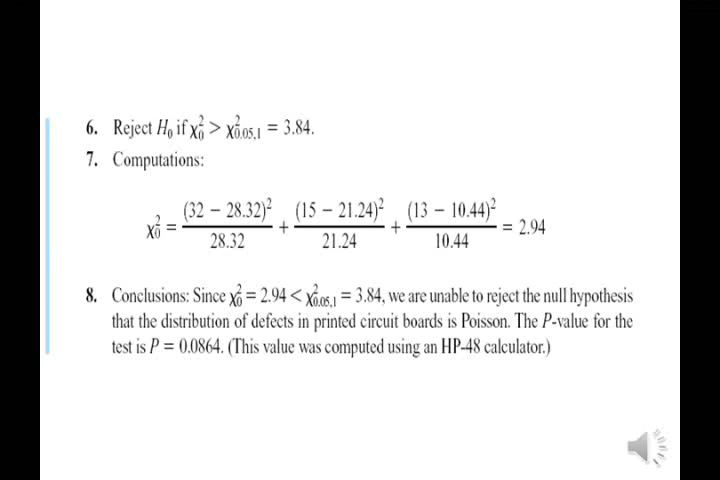 6. Reject H₀ if χ₀² > χ²₀.₀₅,₁ = 3.84.
7. Computations:
χ₀² = (32 − 28.32)²/28.32 + (15 − 21.24)²/21.24 + (13 − 10.44)²/10.44 = 2.94
8. Conclusions: Since χ₀² = 2.94 < χ²₀.₀₅,₁ = 3.84, we are unable to reject the null hypothesis
that the distribution of defects in printed circuit boards is Poisson. The P-value for the
test is P = 0.0864. (This value was computed using an HP-48 calculator.)